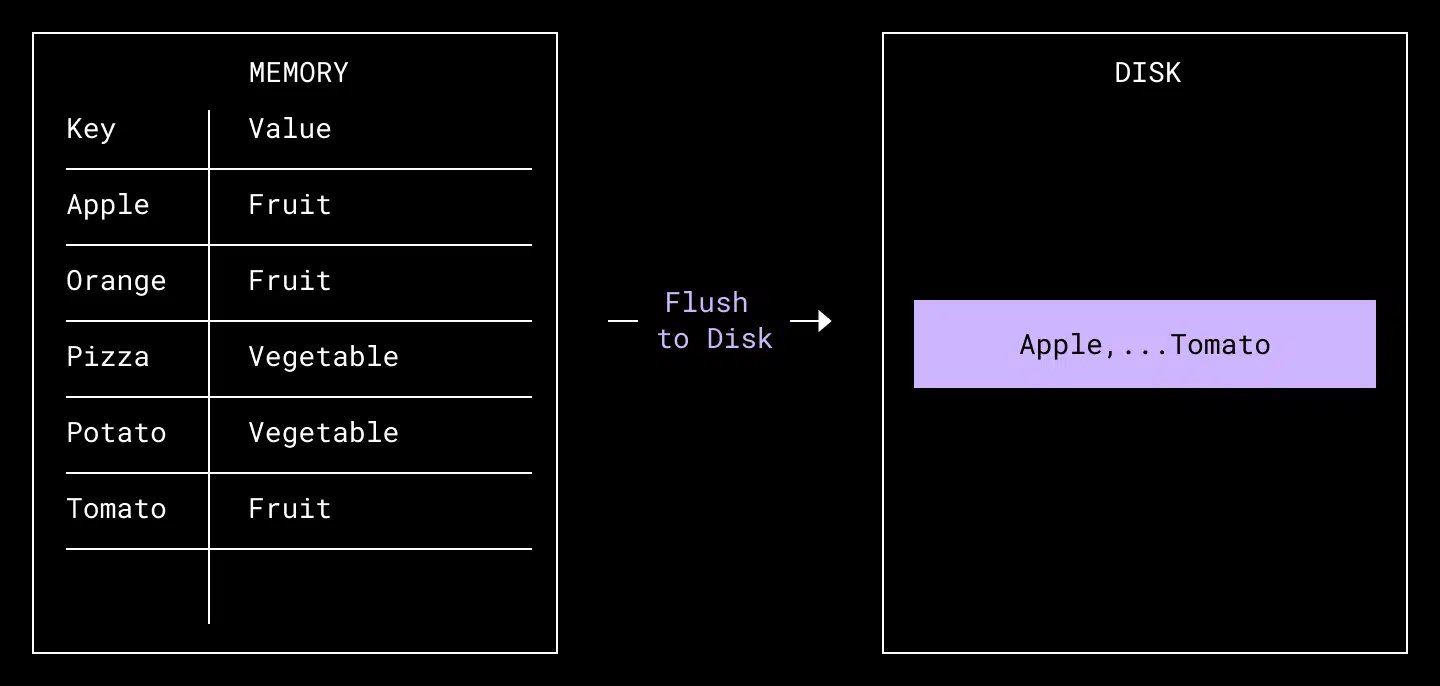 MEMORY
Key Value
Apple Fruit
Orange Fruit
Pizza Vegetable
Potato Vegetable
Tomato Fruit
Flush
to Disk
DISK
Apple,...Tomato